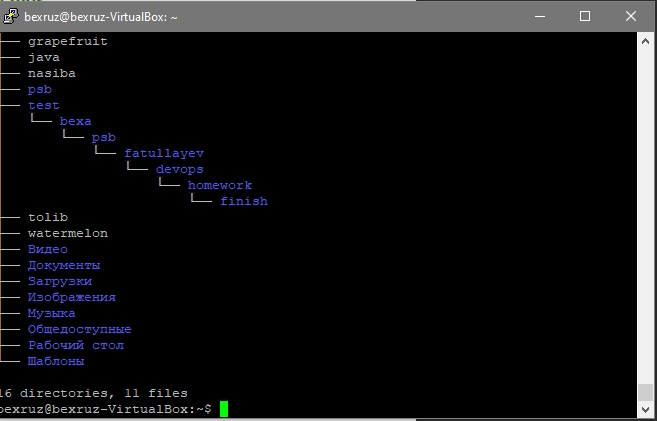 bexruz@bexruz-VirtualBox: ~
├── grapefruit
├── java
├── nasiba
├── psb
├── test
│   └── bexa
│       └── psb
│           └── fatullayev
│               └── devops
│                   └── homework
│                       └── finish
├── tolib
├── watermelon
├── Видео
├── Документы
├── Загрузки
├── Изображения
├── Музыка
├── Общедоступные
├── Рабочий стол
└── Шаблоны
16 directories, 11 files
bexruz@bexruz-VirtualBox:~$